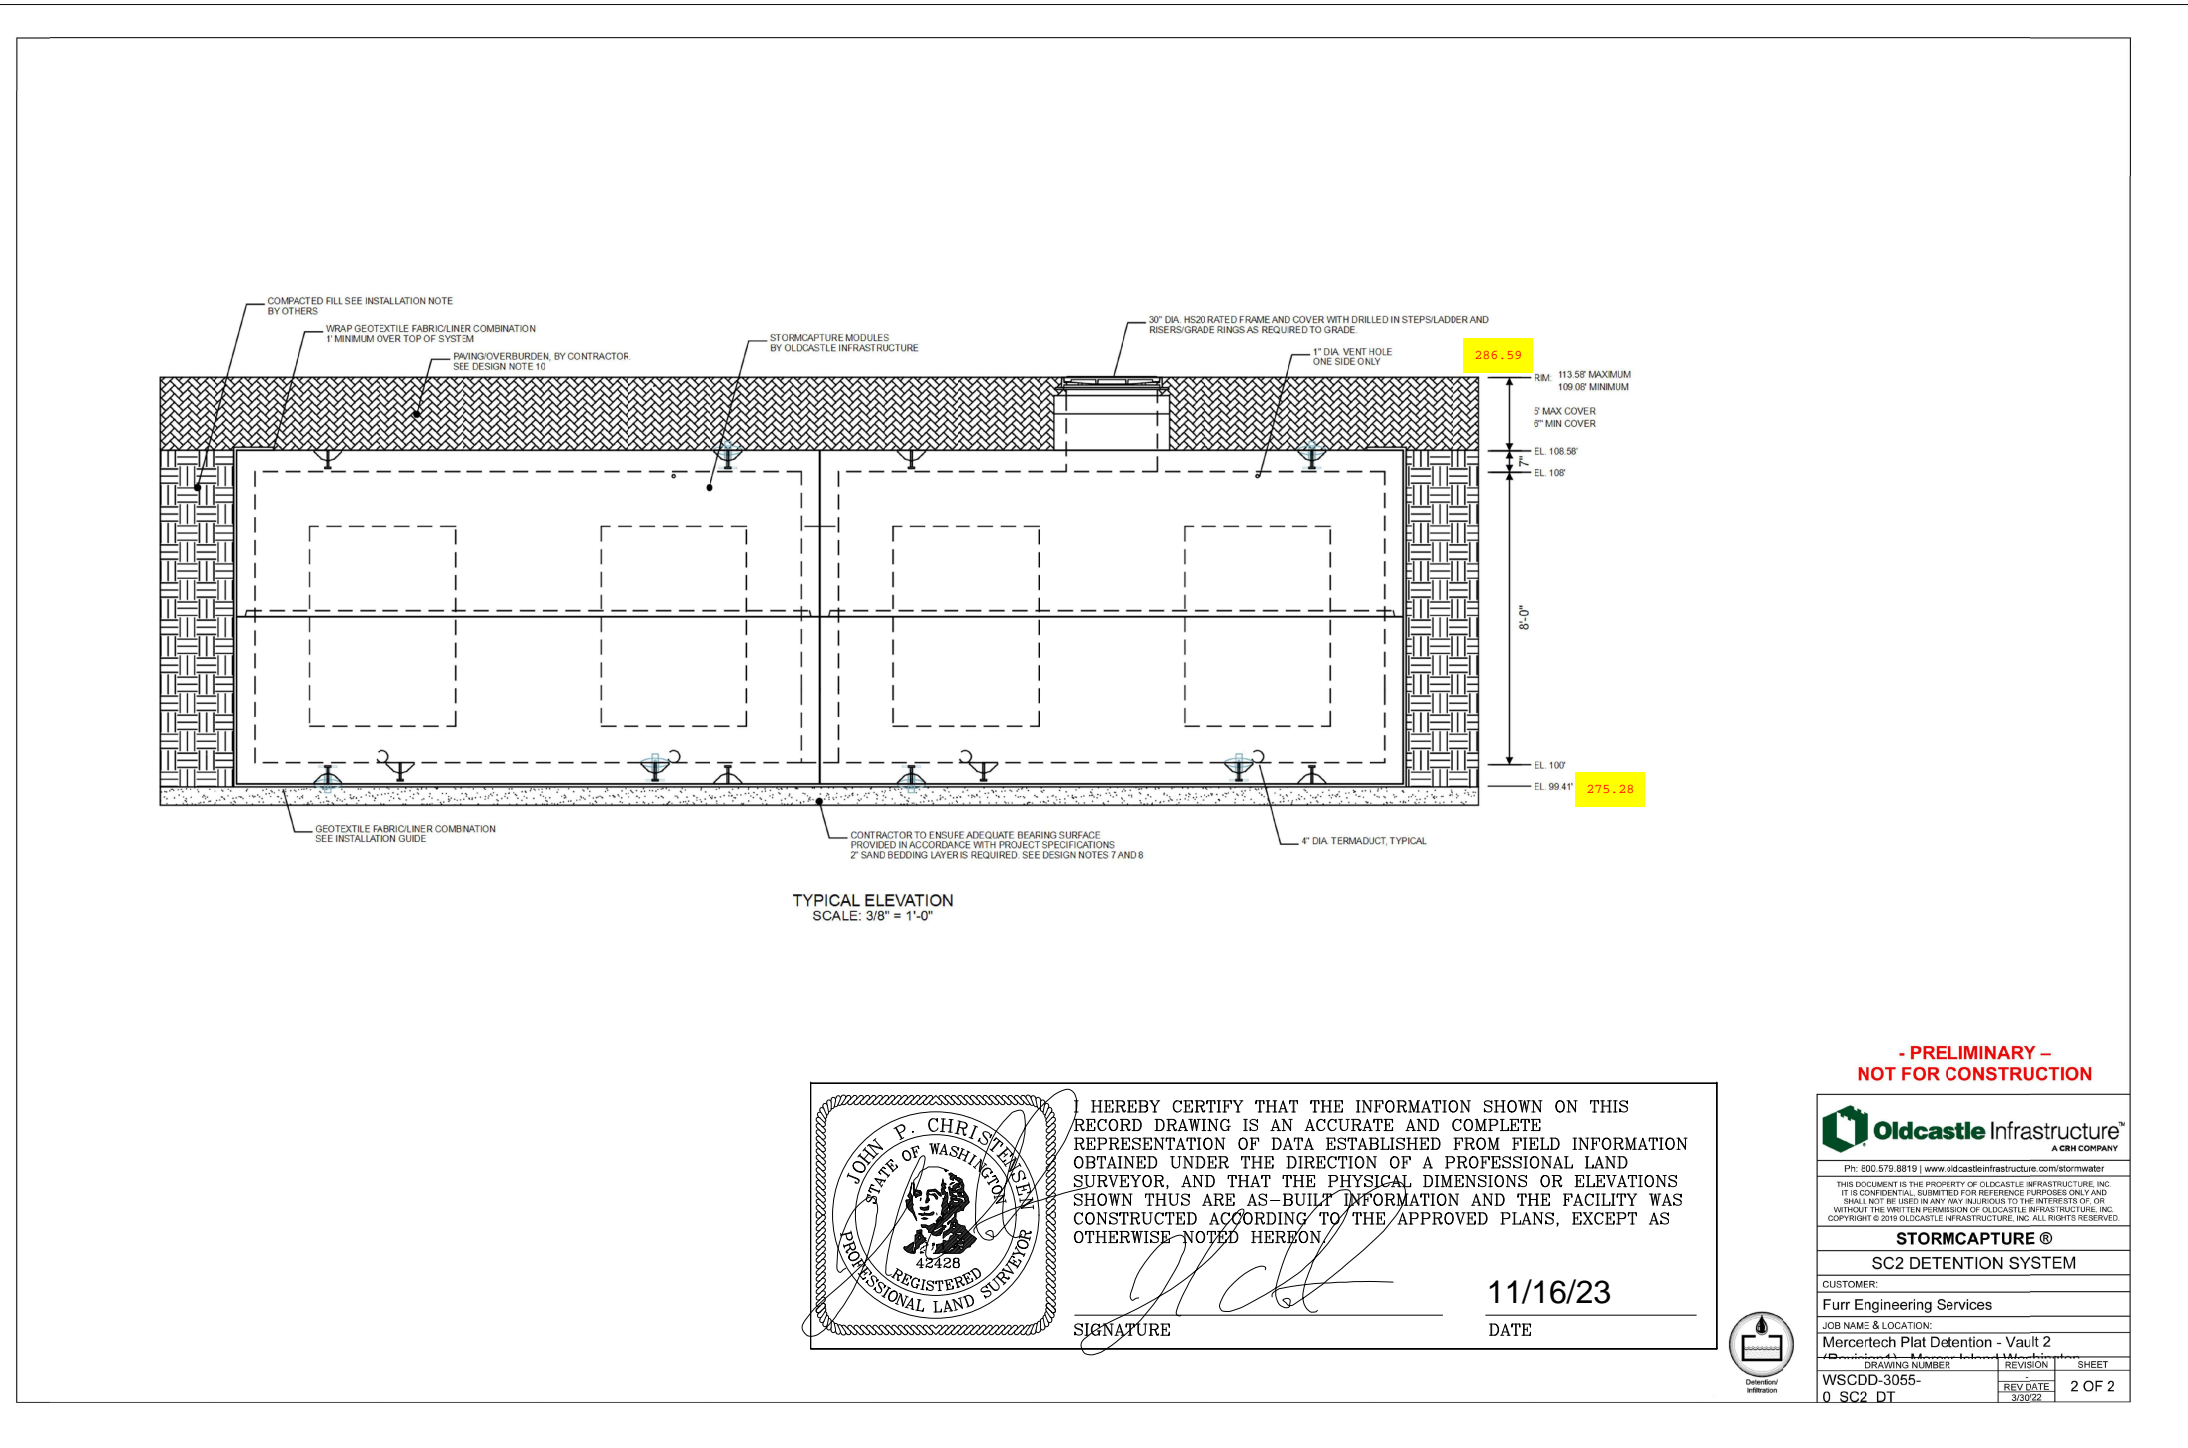 COMPACTED FILL SEE INSTALLATION NOTE
BY OTHERS
WRAP GEOTEXTILE FABRIC/LINER COMBINATION
1' MINIMUM OVER TOP OF SYSTEM
PAVING/OVERBURDEN, BY CONTRACTOR.
SEE DESIGN NOTE 10
STORMCAPTURE MODULES
BY OLDCASTLE INFRASTRUCTURE
30" DIA. HS20 RATED FRAME AND COVER WITH DRILLED IN STEPS/LADDER AND
RISERS/GRADE RINGS AS REQUIRED TO GRADE.
1" DIA. VENT HOLE
ONE SIDE ONLY
286.59
RIM: 113.58' MAXIMUM
109.08' MINIMUM
5' MAX COVER
6" MIN COVER
EL. 108.58'
7"
EL. 108'
8'-0"
EL. 100'
EL. 99.41'
275.28
GEOTEXTILE FABRIC/LINER COMBINATION
SEE INSTALLATION GUIDE
CONTRACTOR TO ENSURE ADEQUATE BEARING SURFACE
PROVIDED IN ACCORDANCE WITH PROJECT SPECIFICATIONS
2" SAND BEDDING LAYER IS REQUIRED. SEE DESIGN NOTES 7 AND 8
4" DIA. TERMADUCT, TYPICAL
TYPICAL ELEVATION
SCALE: 3/8" = 1'-0"
- PRELIMINARY –
NOT FOR CONSTRUCTION
JOHN P. CHRISTENSEN
STATE OF WASHINGTON
42428
REGISTERED
PROFESSIONAL LAND SURVEYOR
I HEREBY CERTIFY THAT THE INFORMATION SHOWN ON THIS
RECORD DRAWING IS AN ACCURATE AND COMPLETE
REPRESENTATION OF DATA ESTABLISHED FROM FIELD INFORMATION
OBTAINED UNDER THE DIRECTION OF A PROFESSIONAL LAND
SURVEYOR, AND THAT THE PHYSICAL DIMENSIONS OR ELEVATIONS
SHOWN THUS ARE AS-BUILT INFORMATION AND THE FACILITY WAS
CONSTRUCTED ACCORDING TO THE APPROVED PLANS, EXCEPT AS
OTHERWISE NOTED HEREON.
11/16/23
SIGNATURE
DATE
Detention/
Infiltration
Oldcastle Infrastructure™
A CRH COMPANY
Ph: 800.579.8819 | www.oldcastleinfrastructure.com/stormwater
THIS DOCUMENT IS THE PROPERTY OF OLDCASTLE INFRASTRUCTURE, INC.
IT IS CONFIDENTIAL, SUBMITTED FOR REFERENCE PURPOSES ONLY AND
SHALL NOT BE USED IN ANY WAY INJURIOUS TO THE INTERESTS OF, OR
WITHOUT THE WRITTEN PERMISSION OF OLDCASTLE INFRASTRUCTURE, INC.
COPYRIGHT © 2019 OLDCASTLE INFRASTRUCTURE, INC. ALL RIGHTS RESERVED.
STORMCAPTURE ®
SC2 DETENTION SYSTEM
CUSTOMER:
Furr Engineering Services
JOB NAME & LOCATION:
Mercertech Plat Detention - Vault 2
DRAWING NUMBER
REVISION
SHEET
WSCDD-3055-
0_SC2_DT
-
REV DATE
3/30/22
2 OF 2